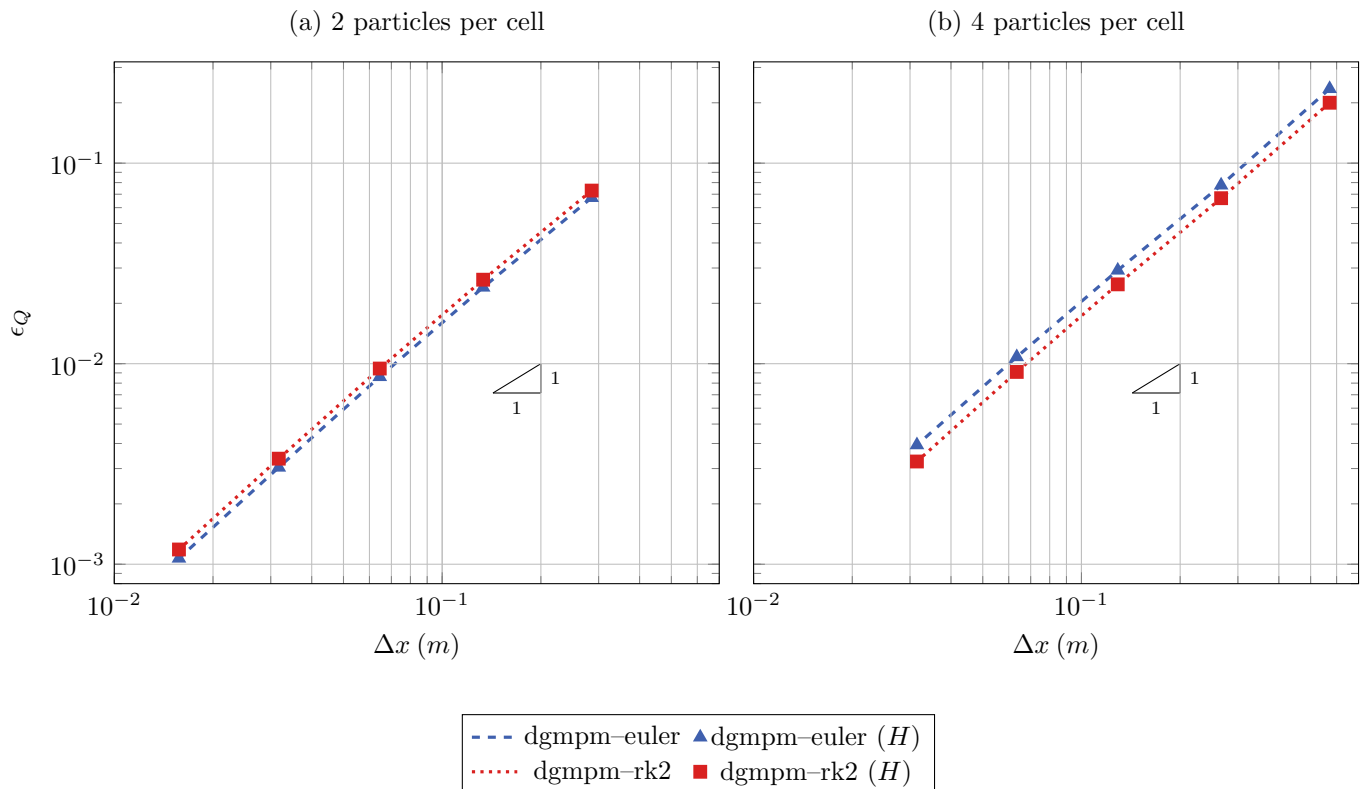 (a) 2 particles per cell
(b) 4 particles per cell
10⁻¹
10⁻²
10⁻³
ϵ_Q
1
1
1
1
10⁻²
10⁻¹
10⁻²
10⁻¹
Δx (m)
Δx (m)
dgmpm–euler
dgmpm–euler (H)
dgmpm–rk2
dgmpm–rk2 (H)